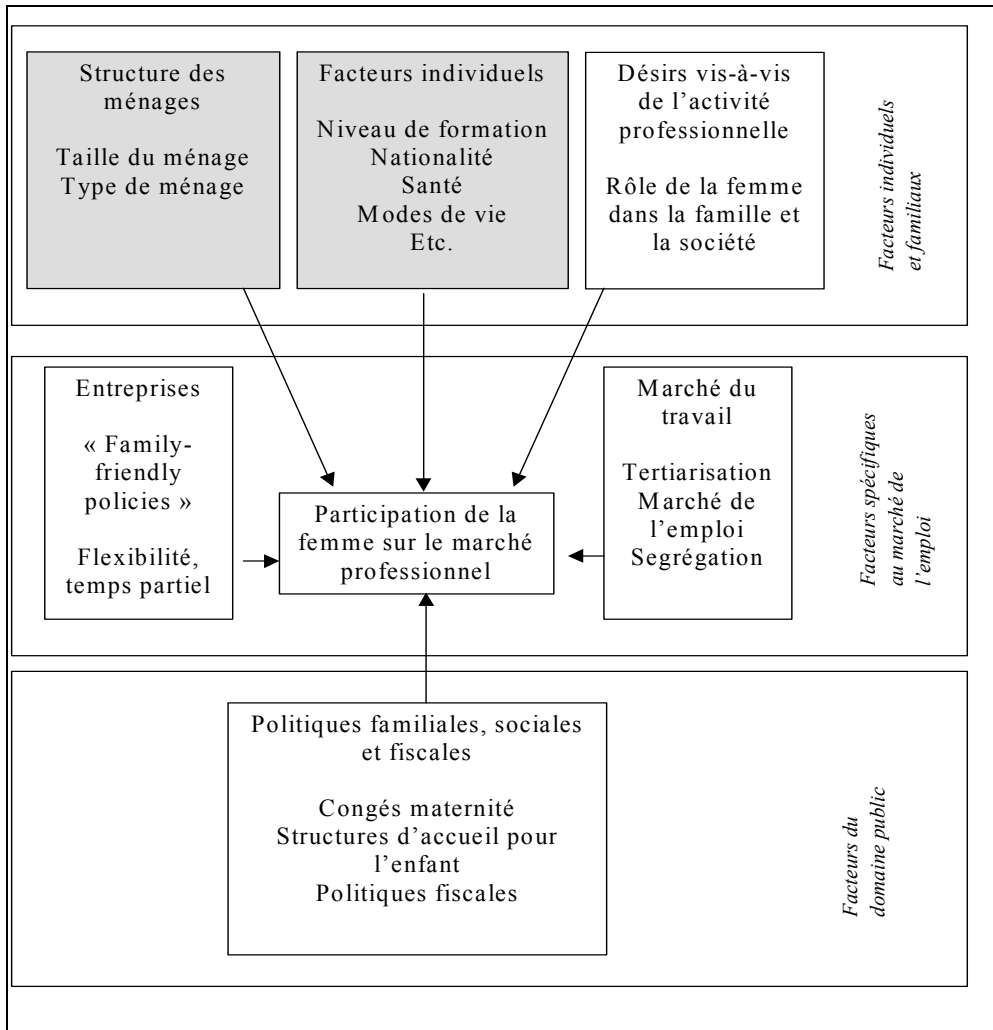 Structure des
ménages
Taille du ménage
Type de ménage
Facteurs individuels
Niveau de formation
Nationalité
Santé
Modes de vie
Etc.
Désirs vis-à-vis
de l’activité
professionnelle
Rôle de la femme
dans la famille et
la société
Facteurs individuels
et familiaux
Entreprises
« Family-
friendly
policies »
Flexibilité,
temps partiel
Participation de la
femme sur le marché
professionnel
Marché du
travail
Tertiarisation
Marché de
l’emploi
Segrégation
Facteurs spécifiques
au marché de
l’emploi
Politiques familiales, sociales
et fiscales
Congés maternité
Structures d’accueil pour
l’enfant
Politiques fiscales
Facteurs du
domaine public